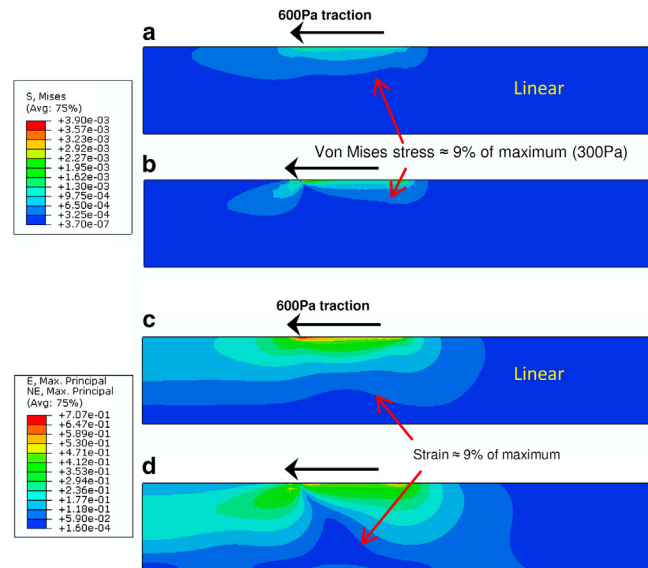 600Pa traction
a
Linear
S, Mises
(Avg: 75%)
+3.90e-03
+3.57e-03
+3.23e-03
+2.92e-03
+2.27e-03
+1.95e-03
+1.62e-03
+1.30e-03
+9.75e-04
+6.50e-04
+3.25e-04
+3.70e-07
Von Mises stress ≈ 9% of maximum (300Pa)
b
600Pa traction
c
Linear
E, Max. Principal
NE, Max. Principal
(Avg: 75%)
+7.07e-01
+6.47e-01
+5.89e-01
+5.30e-01
+4.71e-01
+4.12e-01
+3.53e-01
+2.94e-01
+2.36e-01
+1.77e-01
+1.18e-01
+5.90e-02
+1.60e-04
Strain ≈ 9% of maximum
d